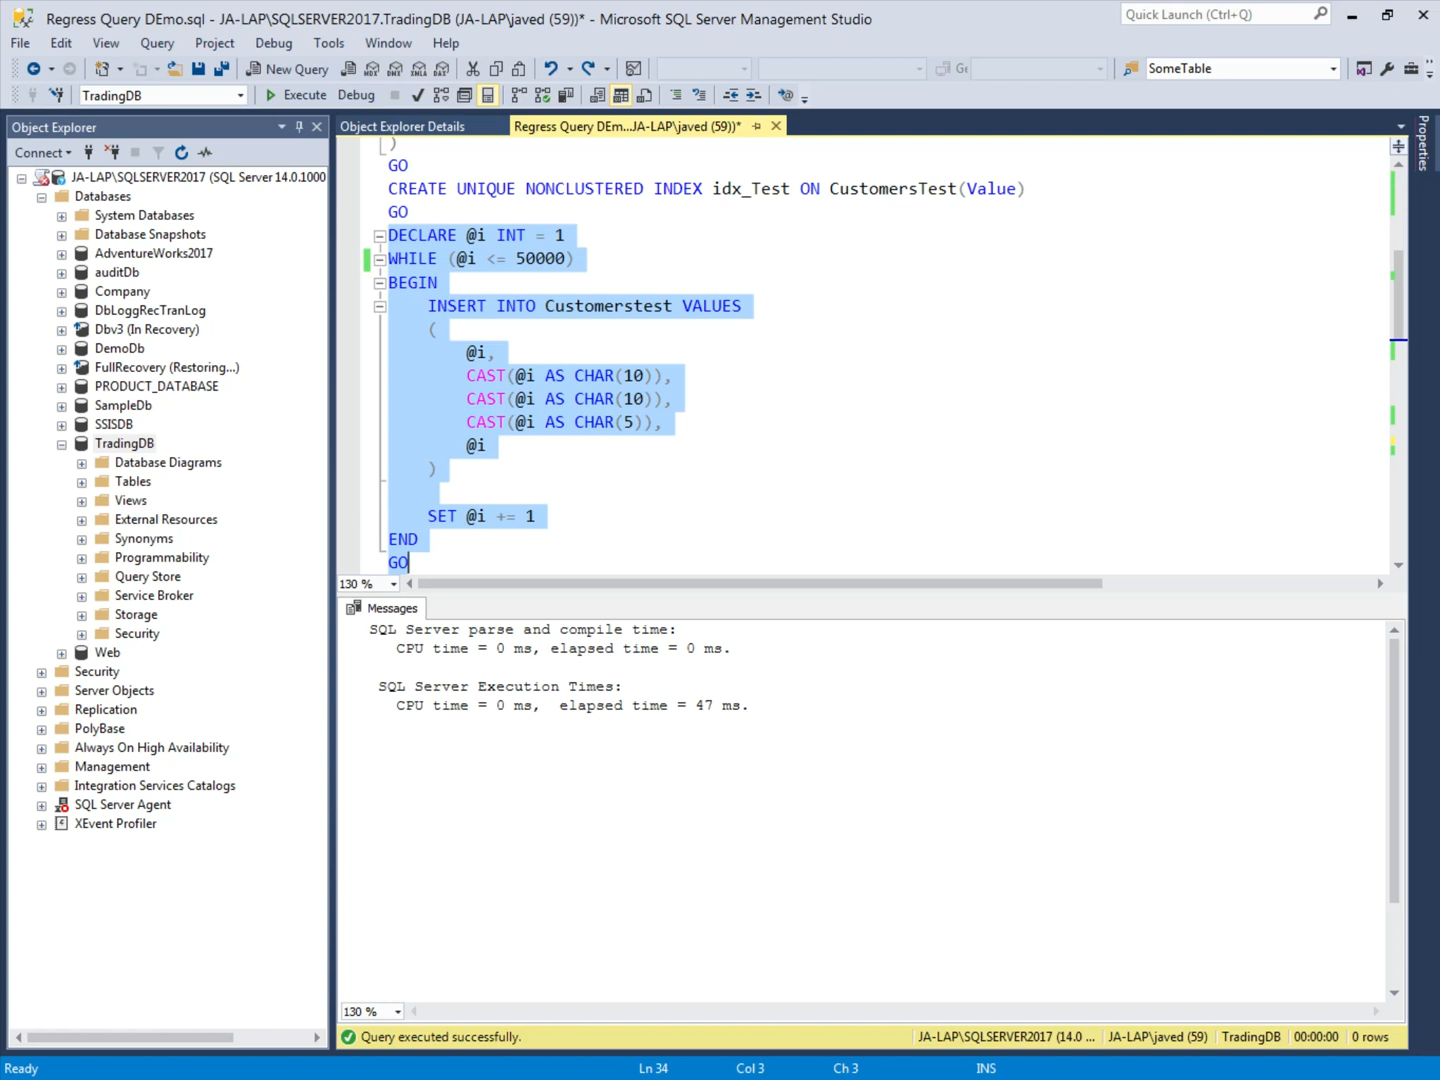 Regress Query DEmo.sql - JA-LAP\SQLSERVER2017.TradingDB (JA-LAP\javed (59))* - Microsoft SQL Server Management Studio
Quick Launch (Ctrl+Q)
File Edit View Query Project Debug Tools Window Help
New Query
SomeTable
TradingDB
Execute Debug
Object Explorer
Object Explorer Details
Regress Query DEm...JA-LAP\javed (59))*
Properties
Connect
JA-LAP\SQLSERVER2017 (SQL Server 14.0.1000
Databases
System Databases
Database Snapshots
AdventureWorks2017
auditDb
Company
DbLoggRecTranLog
Dbv3 (In Recovery)
DemoDb
FullRecovery (Restoring...)
PRODUCT_DATABASE
SampleDb
SSISDB
TradingDB
Database Diagrams
Tables
Views
External Resources
Synonyms
Programmability
Query Store
Service Broker
Storage
Security
Web
Security
Server Objects
Replication
PolyBase
Always On High Availability
Management
Integration Services Catalogs
SQL Server Agent
XEvent Profiler
)
GO
CREATE UNIQUE NONCLUSTERED INDEX idx_Test ON CustomersTest(Value)
GO
DECLARE @i INT = 1
WHILE (@i <= 50000)
BEGIN
INSERT INTO Customerstest VALUES
(
@i,
CAST(@i AS CHAR(10)),
CAST(@i AS CHAR(10)),
CAST(@i AS CHAR(5)),
@i
)
SET @i += 1
END
GO
130 %
Messages
SQL Server parse and compile time:
CPU time = 0 ms, elapsed time = 0 ms.
SQL Server Execution Times:
CPU time = 0 ms,  elapsed time = 47 ms.
130 %
Query executed successfully.
JA-LAP\SQLSERVER2017 (14.0 ... JA-LAP\javed (59) TradingDB 00:00:00 0 rows
Ready
Ln 34 Col 3 Ch 3 INS